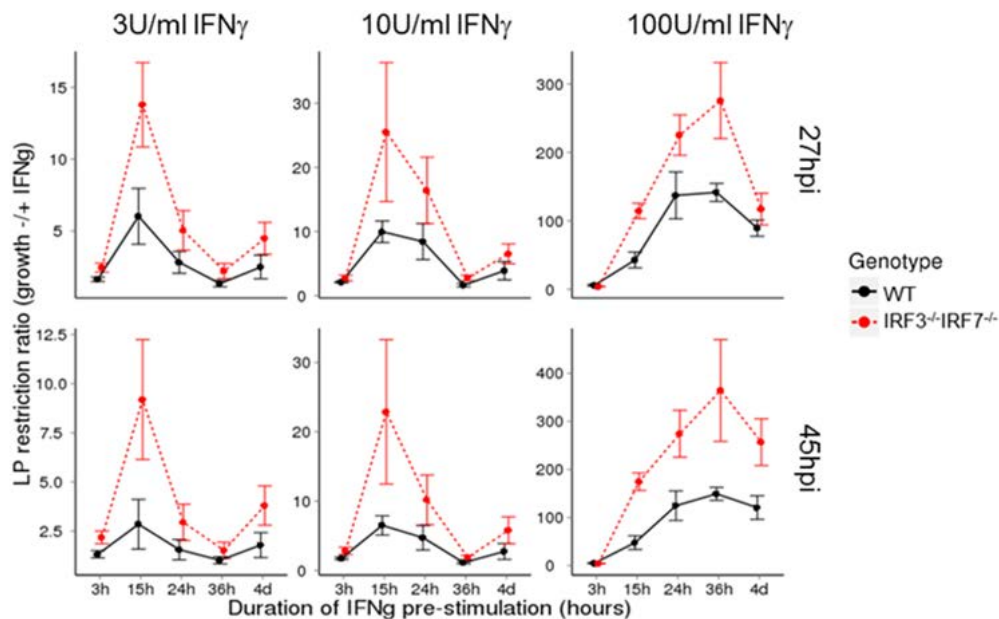 3U/ml IFNγ
10U/ml IFNγ
100U/ml IFNγ
LP restriction ratio (growth -/+ IFNg)
15
10
5
30
20
10
0
300
200
100
0
27hpi
12.5
10.0
7.5
5.0
2.5
30
20
10
0
400
300
200
100
0
45hpi
3h 15h 24h 36h 4d
3h 15h 24h 36h 4d
3h 15h 24h 36h 4d
Duration of IFNg pre-stimulation (hours)
Genotype
WT
IRF3-/-IRF7-/-